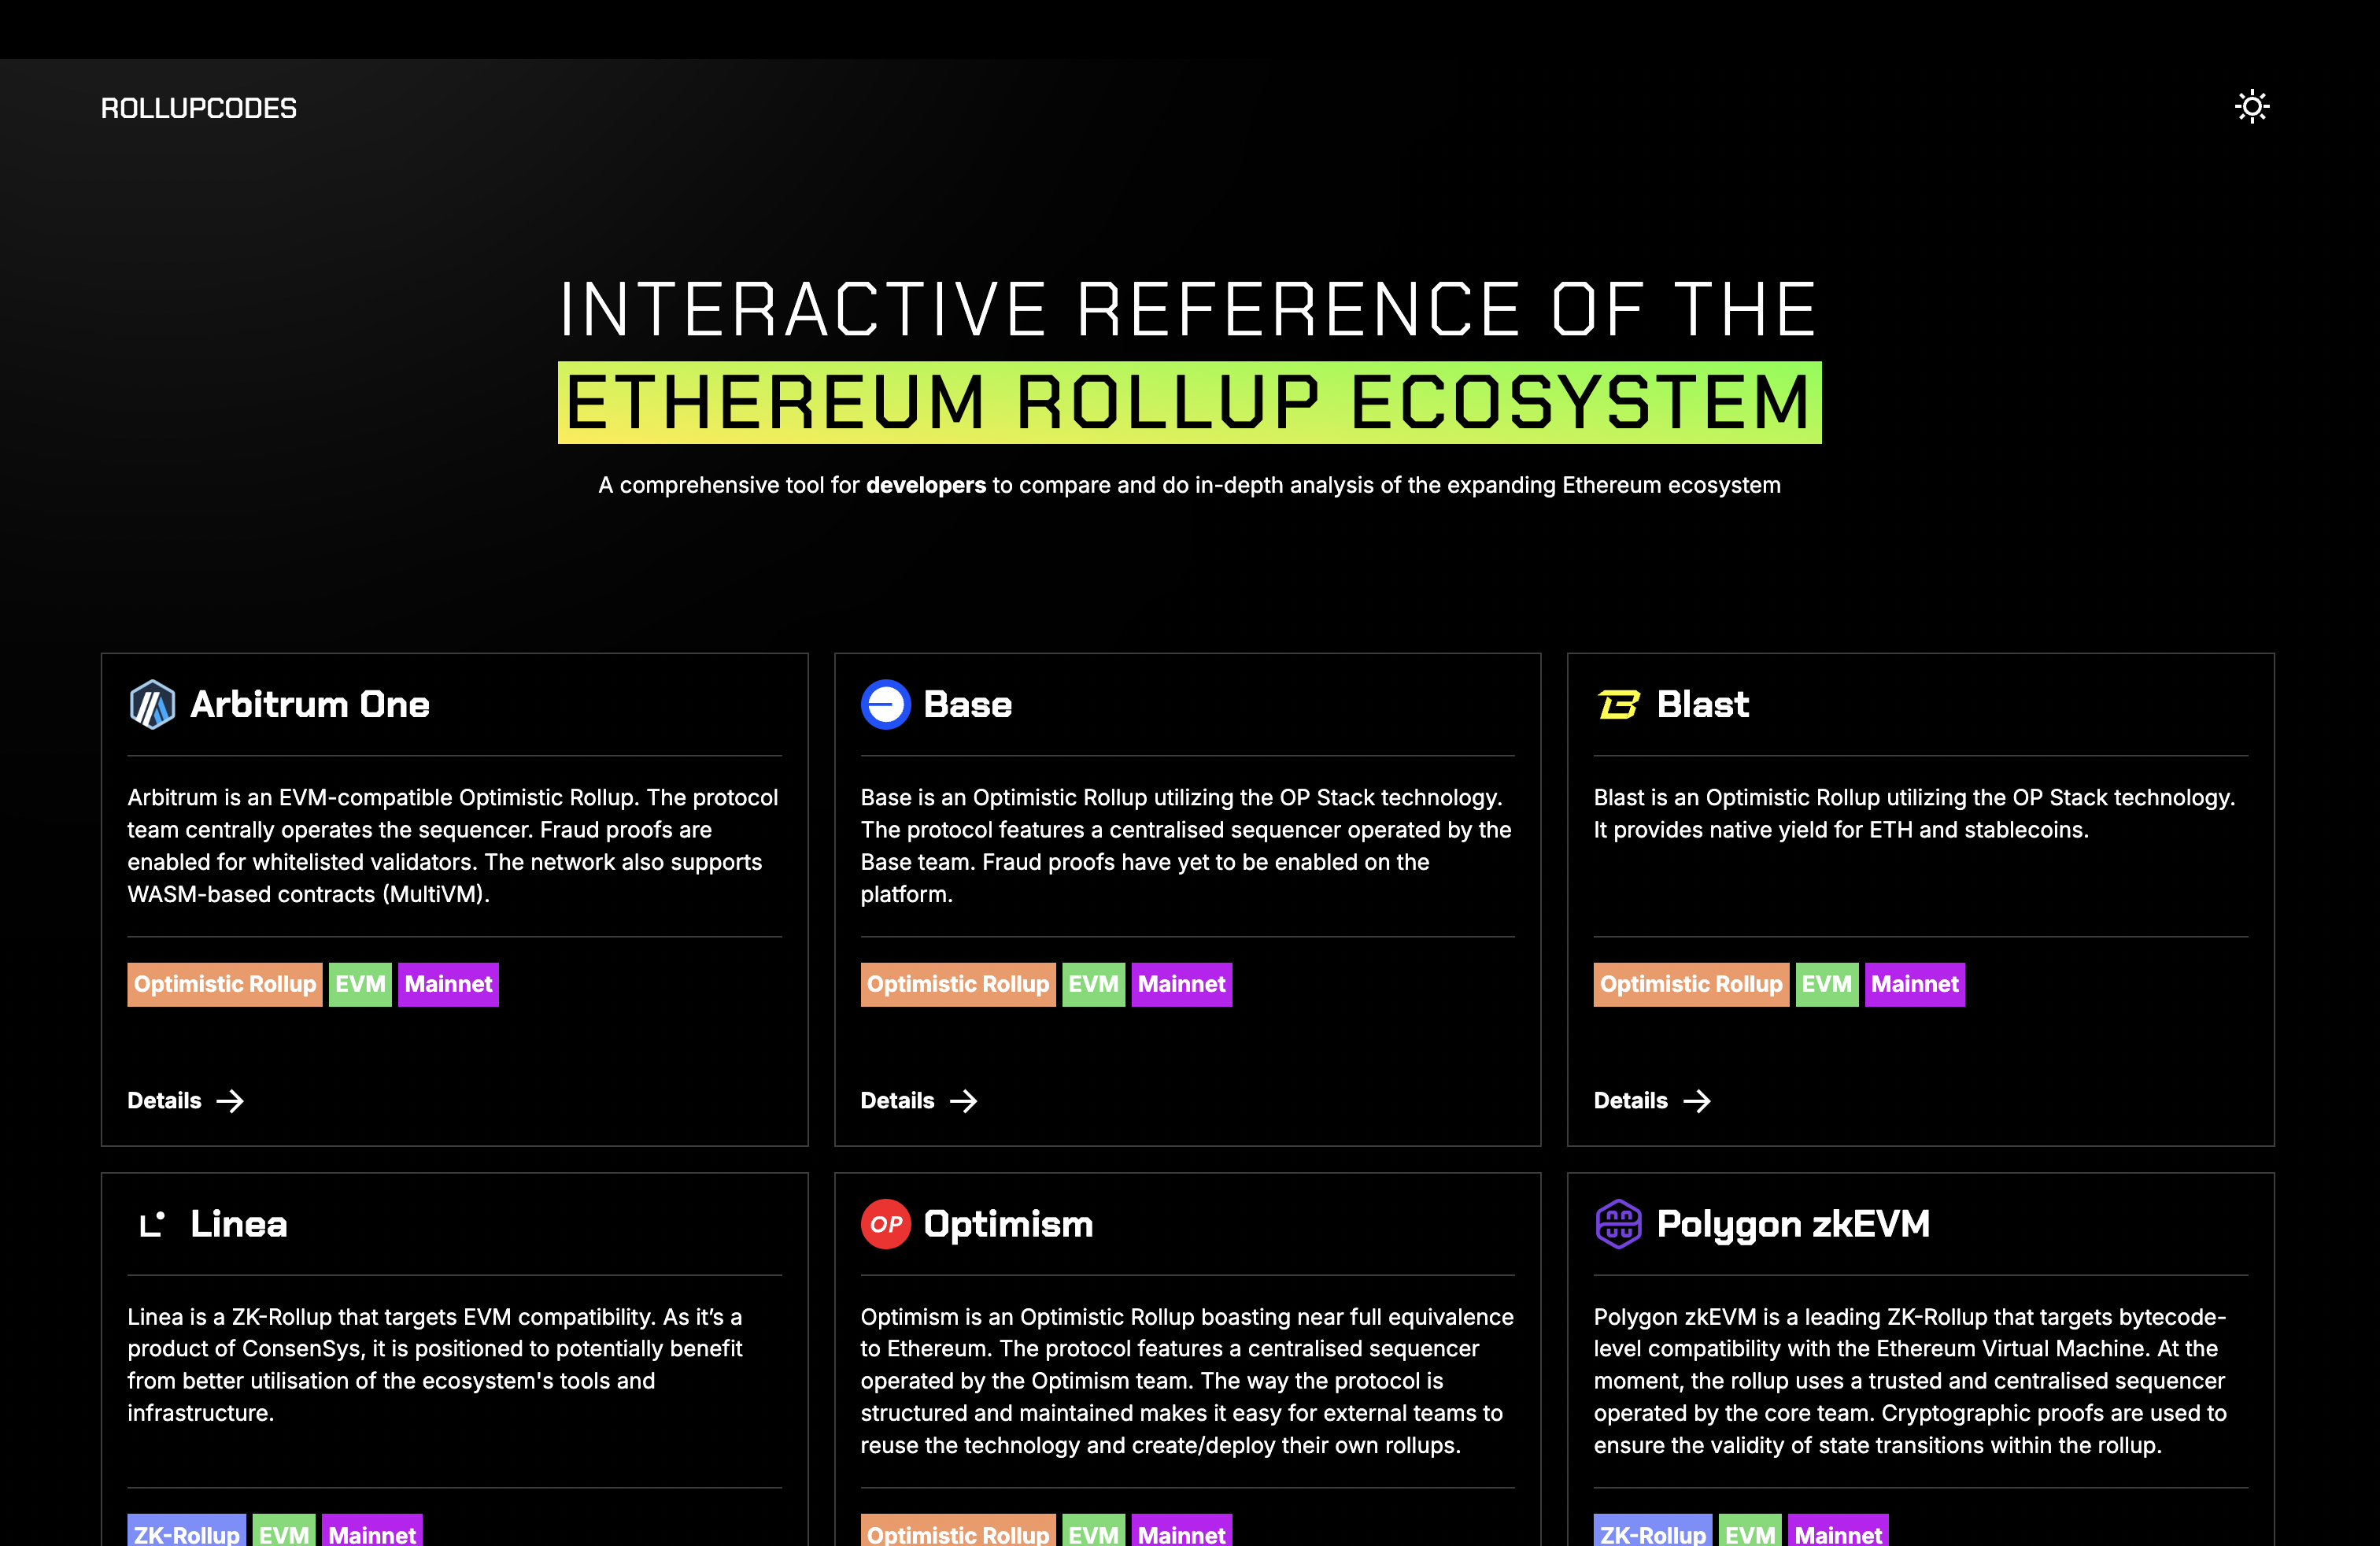 ROLLUPCODES
INTERACTIVE REFERENCE OF THE
ETHEREUM ROLLUP ECOSYSTEM
A comprehensive tool for developers to compare and do in-depth analysis of the expanding Ethereum ecosystem
Arbitrum One
Arbitrum is an EVM-compatible Optimistic Rollup. The protocol
team centrally operates the sequencer. Fraud proofs are
enabled for whitelisted validators. The network also supports
WASM-based contracts (MultiVM).
Optimistic Rollup EVM Mainnet
Details
Base
Base is an Optimistic Rollup utilizing the OP Stack technology.
The protocol features a centralised sequencer operated by the
Base team. Fraud proofs have yet to be enabled on the
platform.
Optimistic Rollup EVM Mainnet
Details
Blast
Blast is an Optimistic Rollup utilizing the OP Stack technology.
It provides native yield for ETH and stablecoins.
Optimistic Rollup EVM Mainnet
Details
Linea
Linea is a ZK-Rollup that targets EVM compatibility. As it’s a
product of ConsenSys, it is positioned to potentially benefit
from better utilisation of the ecosystem's tools and
infrastructure.
ZK-Rollup EVM Mainnet
OP Optimism
Optimism is an Optimistic Rollup boasting near full equivalence
to Ethereum. The protocol features a centralised sequencer
operated by the Optimism team. The way the protocol is
structured and maintained makes it easy for external teams to
reuse the technology and create/deploy their own rollups.
Optimistic Rollup EVM Mainnet
Polygon zkEVM
Polygon zkEVM is a leading ZK-Rollup that targets bytecode-
level compatibility with the Ethereum Virtual Machine. At the
moment, the rollup uses a trusted and centralised sequencer
operated by the core team. Cryptographic proofs are used to
ensure the validity of state transitions within the rollup.
ZK-Rollup EVM Mainnet